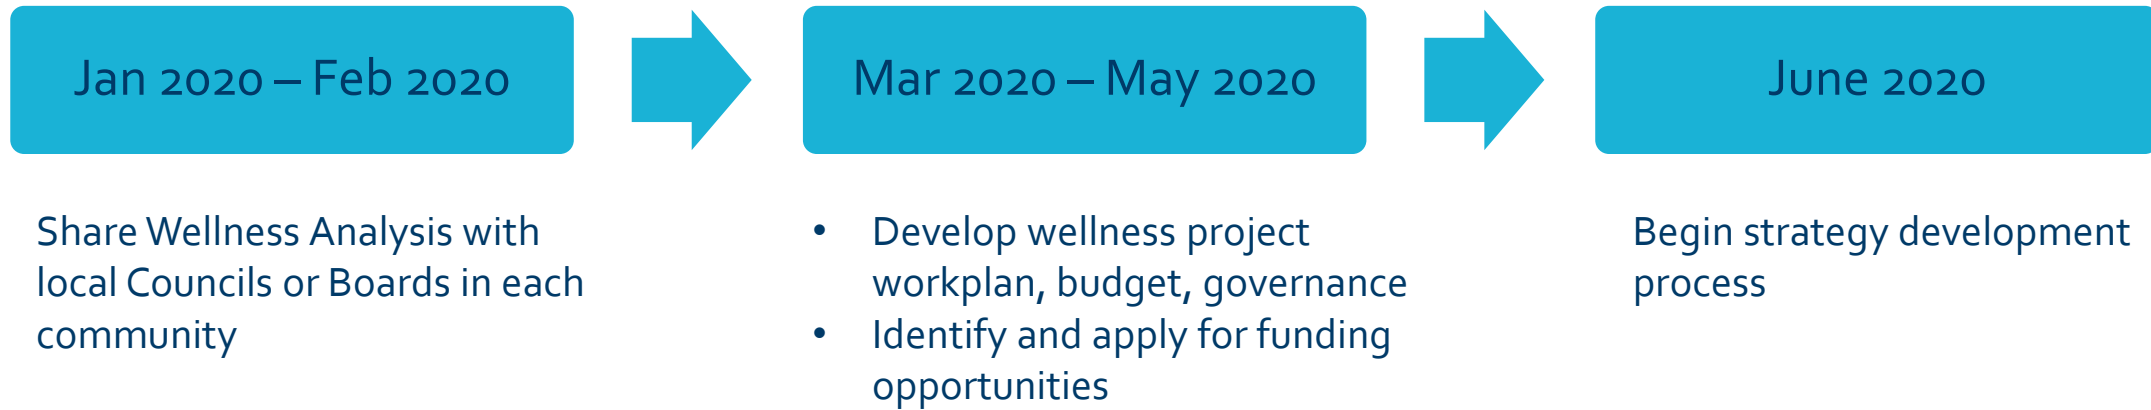 Jan 2020 – Feb 2020
Share Wellness Analysis with
local Councils or Boards in each
community
Mar 2020 – May 2020
• Develop wellness project
workplan, budget, governance
• Identify and apply for funding
opportunities
June 2020
Begin strategy development
process